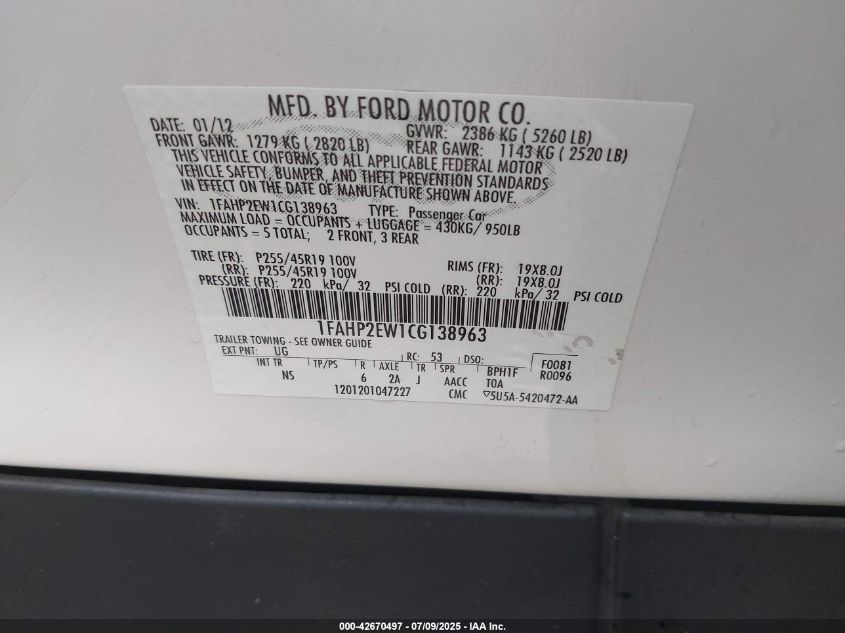 MFD. BY FORD MOTOR CO.
DATE: 01/12 GVWR: 2386 KG ( 5260 LB)
FRONT GAWR: 1279 KG ( 2820 LB) REAR GAWR: 1143 KG ( 2520 LB)
THIS VEHICLE CONFORMS TO ALL APPLICABLE FEDERAL MOTOR
VEHICLE SAFETY, BUMPER, AND THEFT PREVENTION STANDARDS
IN EFFECT ON THE DATE OF MANUFACTURE SHOWN ABOVE.
VIN: 1FAHP2EW1CG138963 TYPE: Passenger Car
MAXIMUM LOAD = OCCUPANTS + LUGGAGE = 430KG/ 950LB
OCCUPANTS = 5 TOTAL; 2 FRONT, 3 REAR
TIRE (FR): P255/45R19 100V RIMS (FR): 19X8.0J
(RR): P255/45R19 100V (RR): 19X8.0J
PRESSURE (FR): 220 kPa/ 32 PSI COLD (RR): 220 kPa/ 32 PSI COLD
1FAHP2EW1CG138963
TRAILER TOWING - SEE OWNER GUIDE
EXT PNT: UG RC: 53 DSO: F0081
INT TR TP/PS R AXLE TR SPR BPH1F R0096
NS 6 2A J AACC TOA
1201201047227 CMC ▽5U5A-5420472-AA
000-42670497 - 07/09/2025 - IAA Inc.